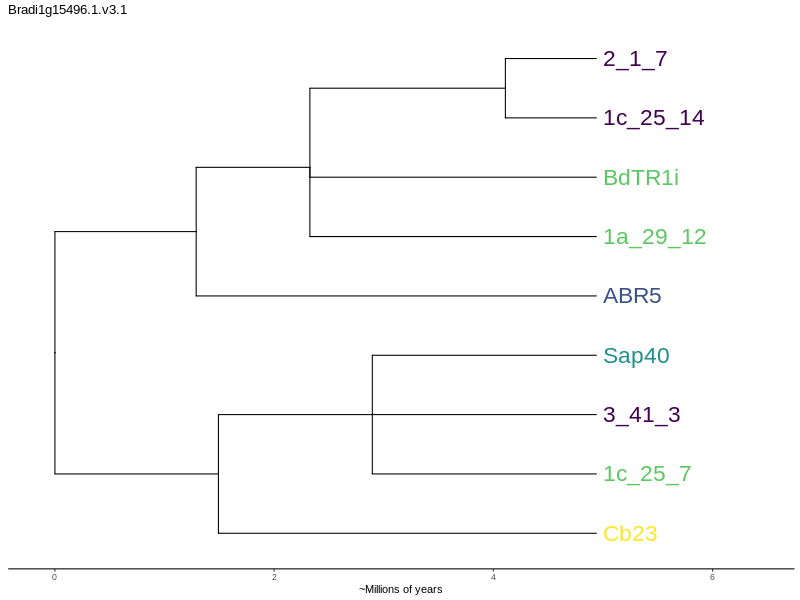 Bradi1g15496.1.v3.1
2_1_7
1c_25_14
BdTR1i
1a_29_12
ABR5
Sap40
3_41_3
1c_25_7
Cb23
0 2 4 6
~Millions of years